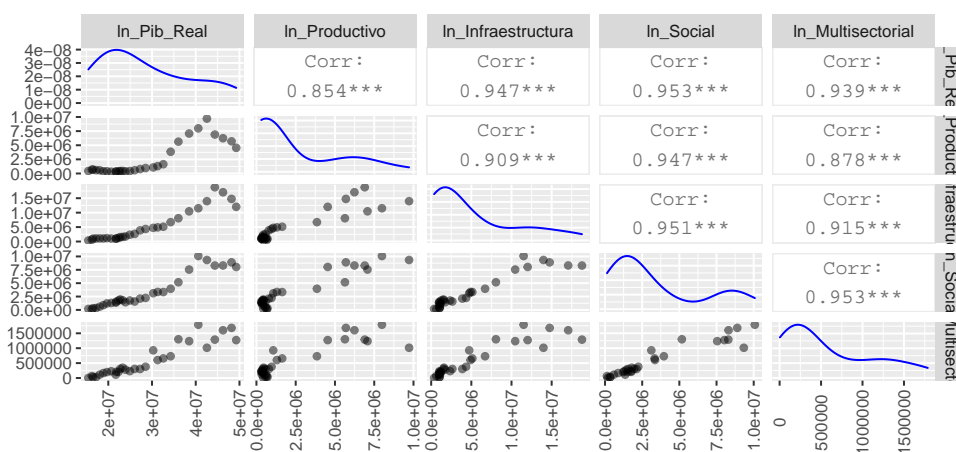 ln_Pib_Real ln_Productivo ln_Infraestructura ln_Social ln_Multisectorial
4e−08
3e−08
2e−08
1e−08
0e+00
Corr:
0.854***
Corr:
0.947***
Corr:
0.953***
Corr:
0.939***
_Pib_Re
1.0e+07
7.5e+06
5.0e+06
2.5e+06
0.0e+00
Corr:
0.909***
Corr:
0.947***
Corr:
0.878***
Product
1.5e+07
1.0e+07
5.0e+06
0.0e+00
Corr:
0.951***
Corr:
0.915***
fraestru
1.0e+07
7.5e+06
5.0e+06
2.5e+06
0.0e+00
Corr:
0.953***
n_Socia
1500000
1000000
500000
0
Multisect
2e+07 3e+07 4e+07 5e+07
0.0e+00 2.5e+06 5.0e+06 7.5e+06 1.0e+07
0.0e+00 5.0e+06 1.0e+07 1.5e+07
0.0e+00 2.5e+06 5.0e+06 7.5e+06 1.0e+07
0 500000 1000000 1500000